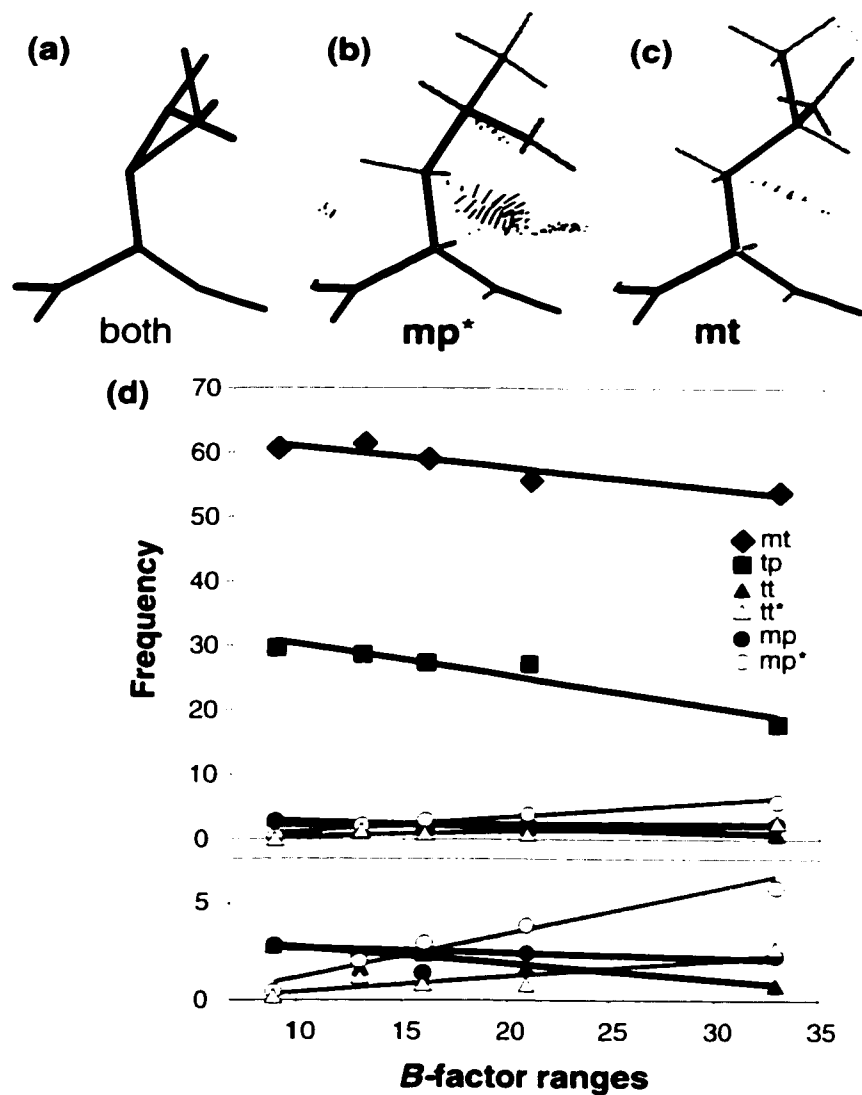 (a) (b) (c)
both mp* mt
(d)
70
60
50
40
30
20
10
0
5
0
Frequency
mt
tp
tt
tt*
mp
mp*
10 15 20 25 30 35
B-factor ranges